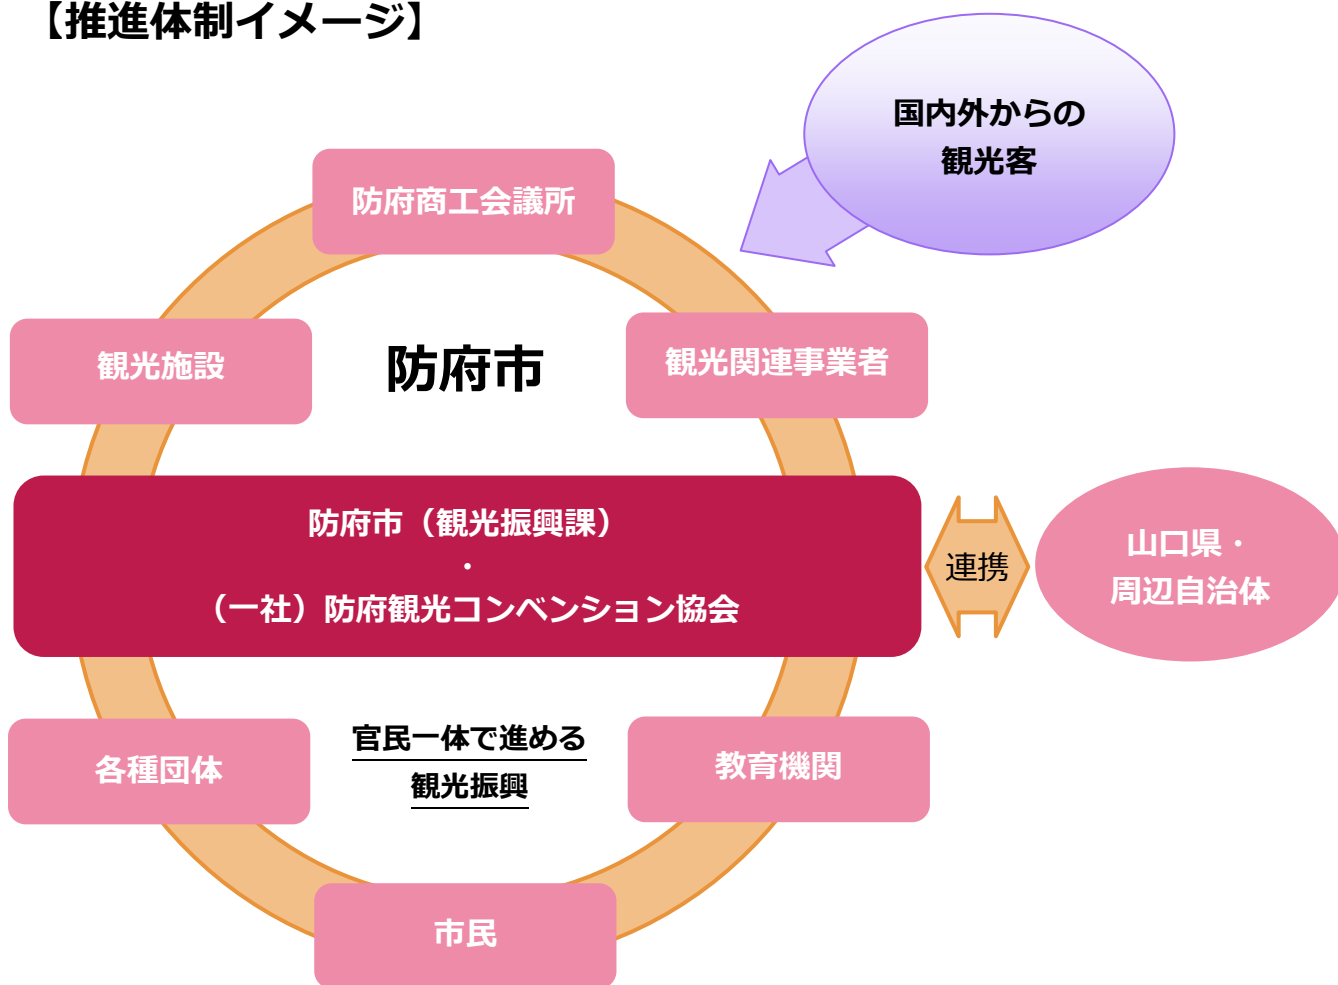 【推進体制イメージ】
国内外からの
観光客
防府商工会議所
観光施設
防府市
観光関連事業者
防府市（観光振興課）
・
（一社）防府観光コンベンション協会
連携
山口県・
周辺自治体
各種団体
官民一体で進める
観光振興
教育機関
市民